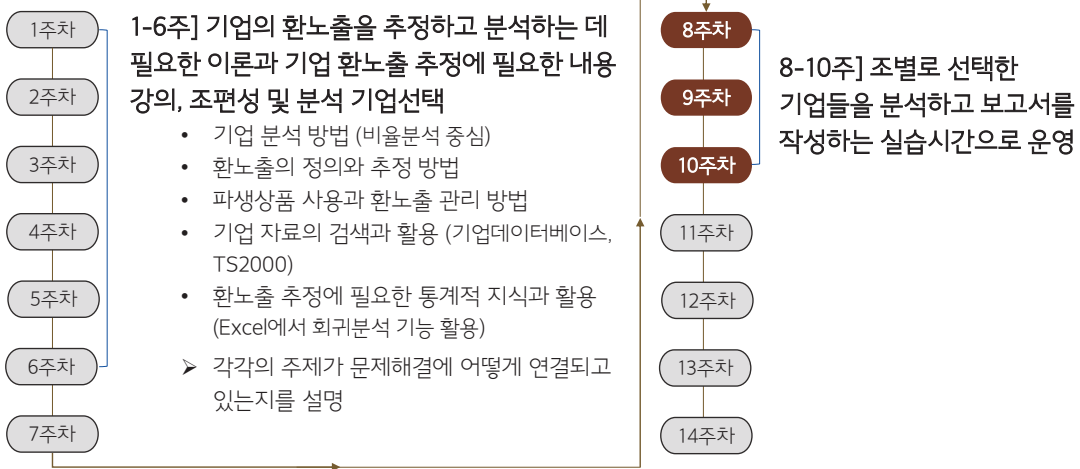 1주차
2주차
3주차
4주차
5주차
6주차
7주차
1-6주] 기업의 환노출을 추정하고 분석하는 데
필요한 이론과 기업 환노출 추정에 필요한 내용
강의, 조편성 및 분석 기업선택
• 기업 분석 방법 (비율분석 중심)
• 환노출의 정의와 추정 방법
• 파생상품 사용과 환노출 관리 방법
• 기업 자료의 검색과 활용 (기업데이터베이스,
TS2000)
• 환노출 추정에 필요한 통계적 지식과 활용
(Excel에서 회귀분석 기능 활용)
➢ 각각의 주제가 문제해결에 어떻게 연결되고
있는지를 설명
8주차
9주차
10주차
11주차
12주차
13주차
14주차
8-10주] 조별로 선택한
기업들을 분석하고 보고서를
작성하는 실습시간으로 운영